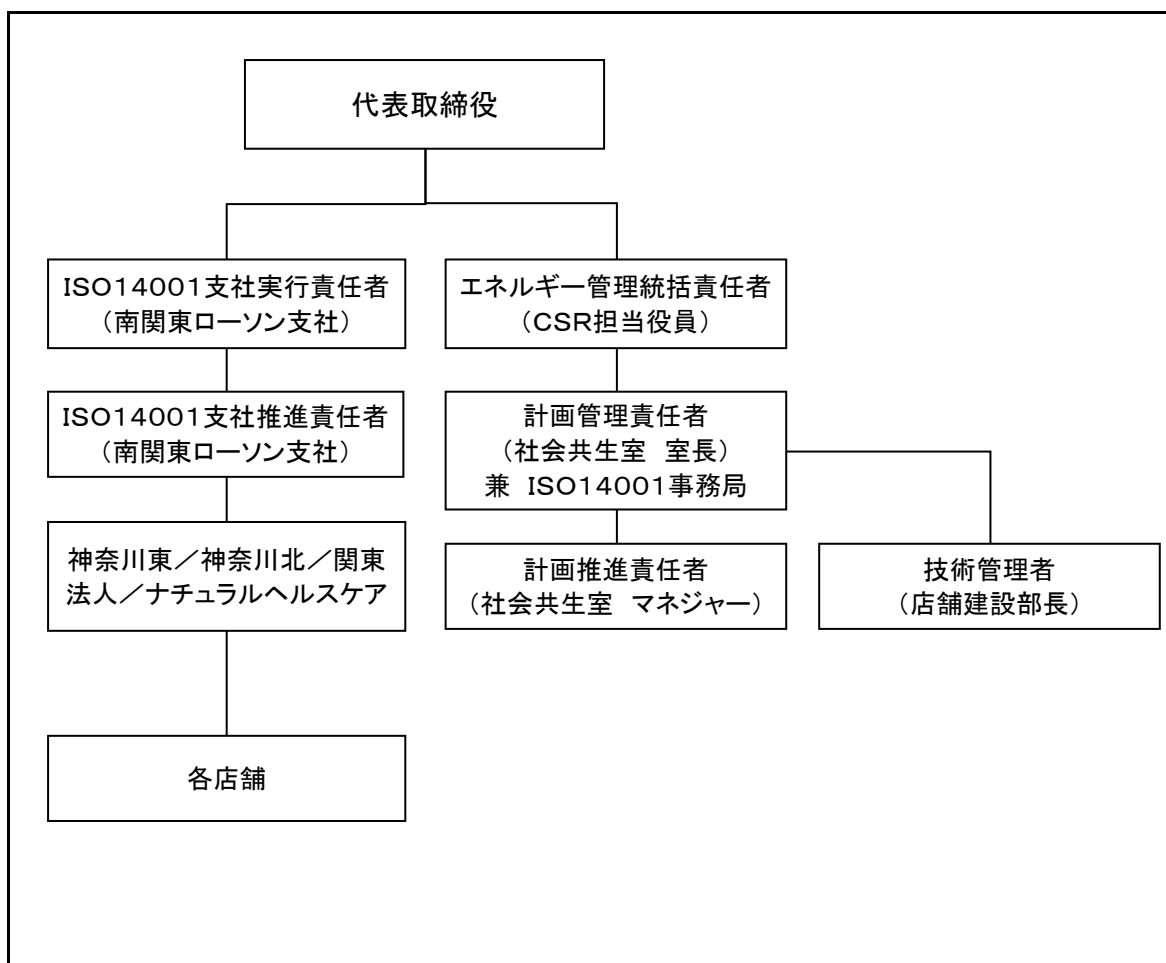 代表取締役
ISO14001支社実行責任者
（南関東ローソン支社）
エネルギー管理統括責任者
（CSR担当役員）
ISO14001支社推進責任者
（南関東ローソン支社）
計画管理責任者
（社会共生室　室長）
兼　ISO14001事務局
神奈川東／神奈川北／関東
法人／ナチュラルヘルスケア
計画推進責任者
（社会共生室　マネジャー）
技術管理者
（店舗建設部長）
各店舗